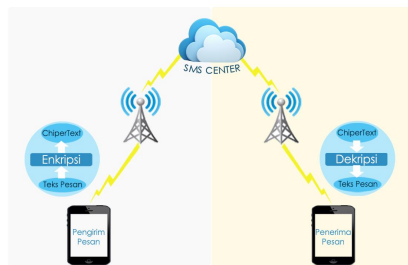 SMS CENTER
ChiperText
Enkripsi
Teks Pesan
Pengirim
Pesan
ChiperText
Dekripsi
Teks Pesan
Penerima
Pesan